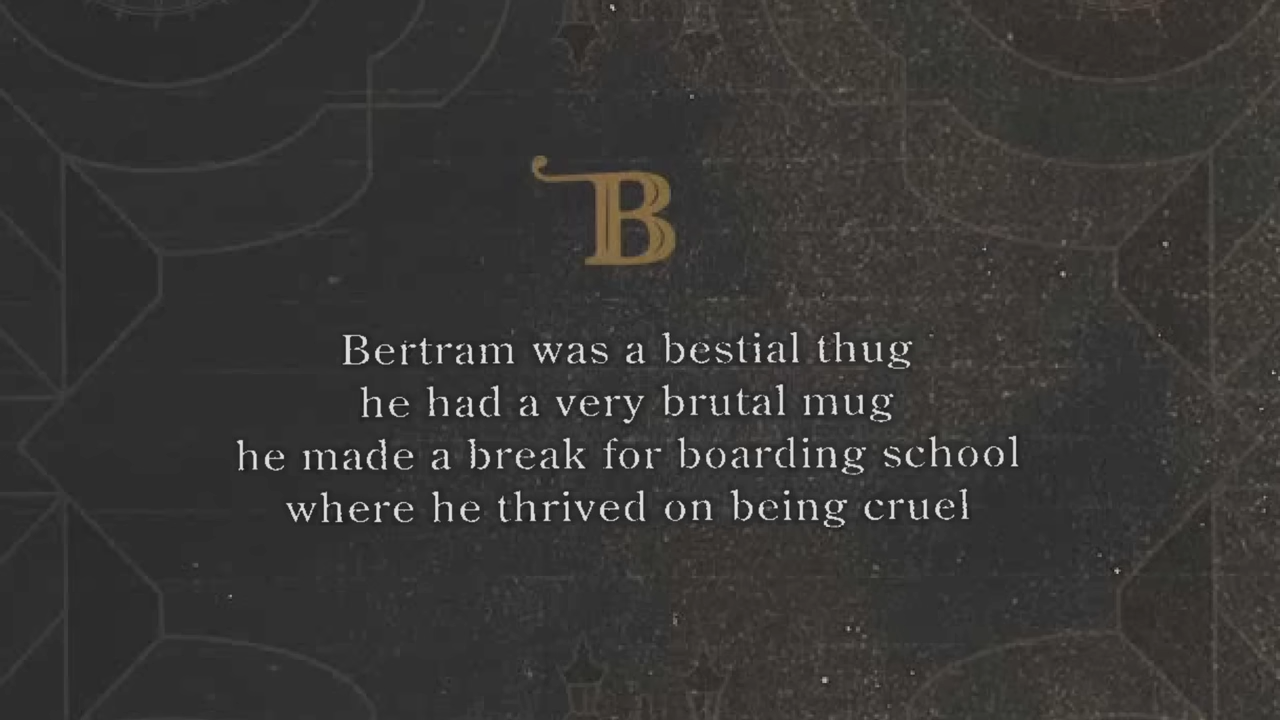 B
Bertram was a bestial thug
he had a very brutal mug
he made a break for boarding school
where he thrived on being cruel